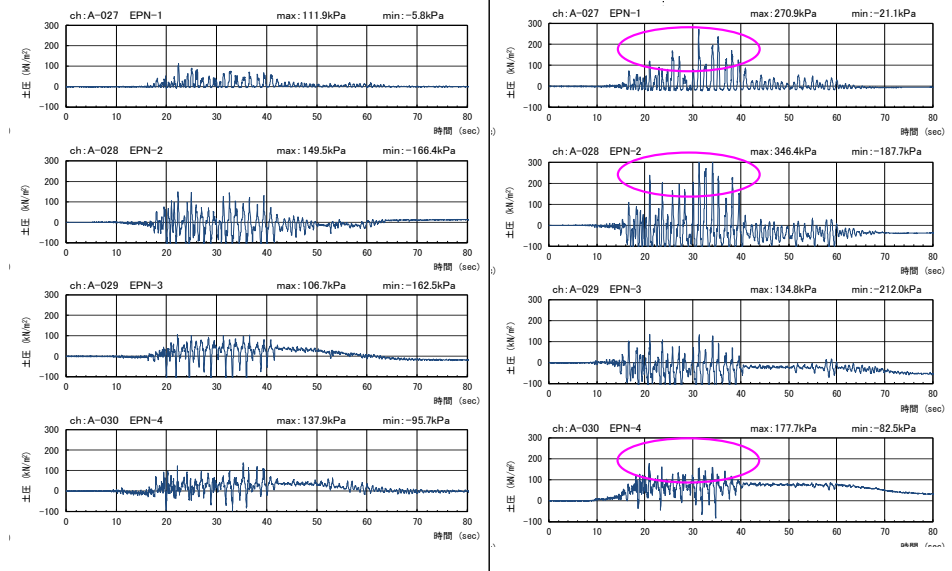 ch:A-027 EPN-1 max:111.9kPa min:-5.8kPa
土圧 (kN/m²)
300
200
100
0
-100
0 10 20 30 40 50 60 70 80
時間 (sec)
ch:A-028 EPN-2 max:149.5kPa min:-166.4kPa
土圧 (kN/m²)
300
200
100
0
-100
0 10 20 30 40 50 60 70 80
時間 (sec)
ch:A-029 EPN-3 max:106.7kPa min:-162.5kPa
土圧 (kN/m²)
300
200
100
0
-100
0 10 20 30 40 50 60 70 80
時間 (sec)
ch:A-030 EPN-4 max:137.9kPa min:-95.7kPa
土圧 (kN/m²)
300
200
100
0
-100
0 10 20 30 40 50 60 70 80
時間 (sec)
ch:A-027 EPN-1 max:270.9kPa min:-21.1kPa
土圧 (kN/m²)
300
200
100
0
-100
0 10 20 30 40 50 60 70 80
時間 (sec)
ch:A-028 EPN-2 max:346.4kPa min:-187.7kPa
土圧 (kN/m²)
300
200
100
0
-100
0 10 20 30 40 50 60 70 80
時間 (sec)
ch:A-029 EPN-3 max:134.8kPa min:-212.0kPa
土圧 (kN/m²)
300
200
100
0
-100
0 10 20 30 40 50 60 70 80
時間 (sec)
ch:A-030 EPN-4 max:177.7kPa min:-82.5kPa
土圧 (kN/m²)
300
200
100
0
-100
0 10 20 30 40 50 60 70 80
時間 (sec)